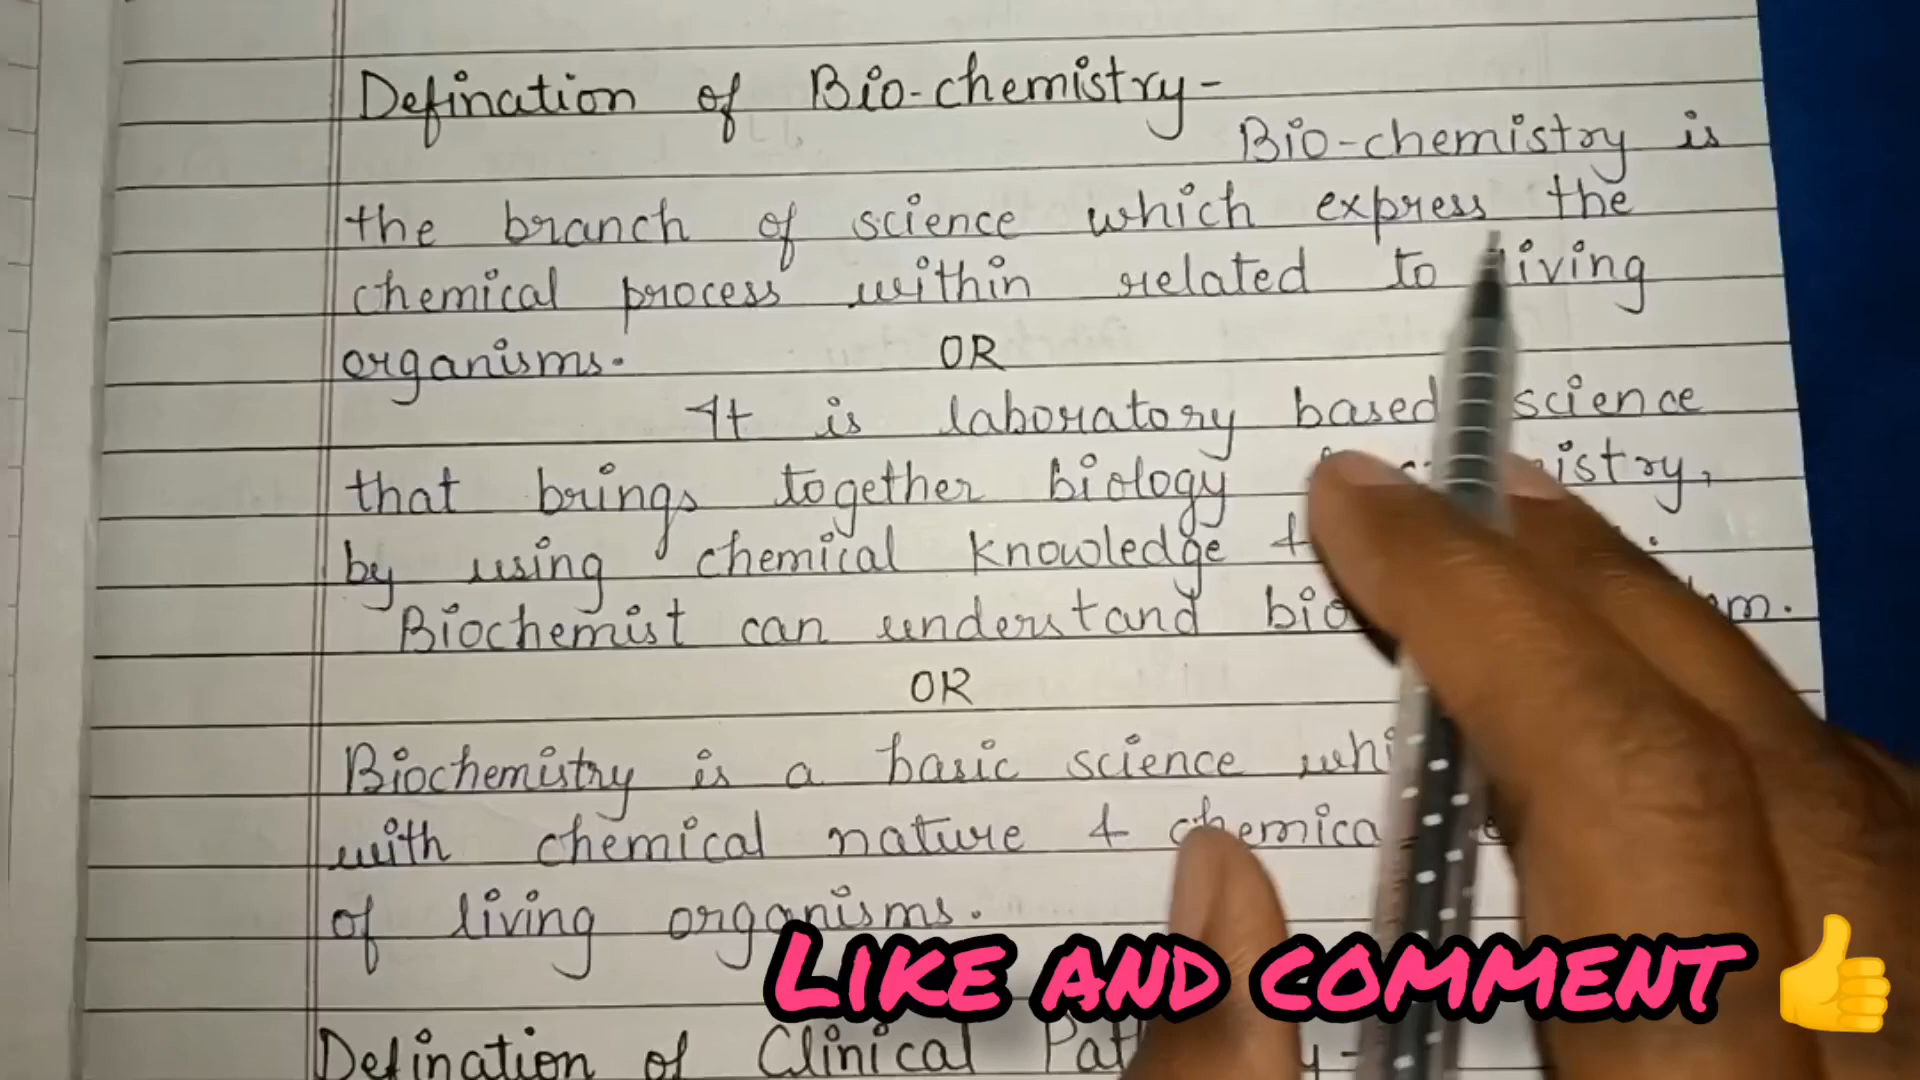 Defination of Bio-chemistry-
Bio-chemistry is
the branch of science which express the
chemical process within related to living
organisms. OR
It is laboratory based science
that brings together biology
by using chemical knowledge &
Biochemist can understand
OR
Biochemistry is a basic science
with chemical nature & chemical
of living organisms.
LIKE AND COMMENT 👍
Defination of Clinical